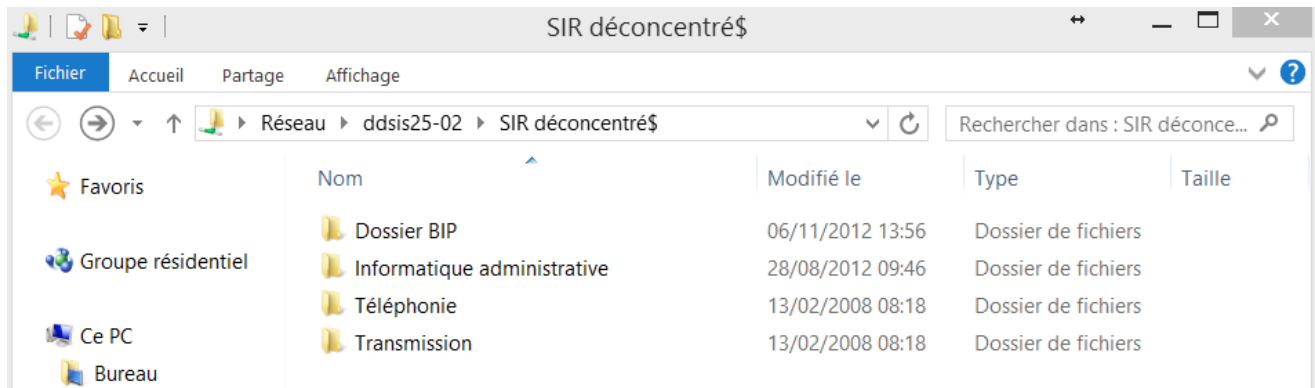 SIR déconcentré$
Fichier Accueil Partage Affichage
Réseau ddsis25-02 SIR déconcentré$ Rechercher dans : SIR déconce...
Favoris
Groupe résidentiel
Ce PC
Bureau
Nom Modifié le Type Taille
Dossier BIP 06/11/2012 13:56 Dossier de fichiers
Informatique administrative 28/08/2012 09:46 Dossier de fichiers
Téléphonie 13/02/2008 08:18 Dossier de fichiers
Transmission 13/02/2008 08:18 Dossier de fichiers